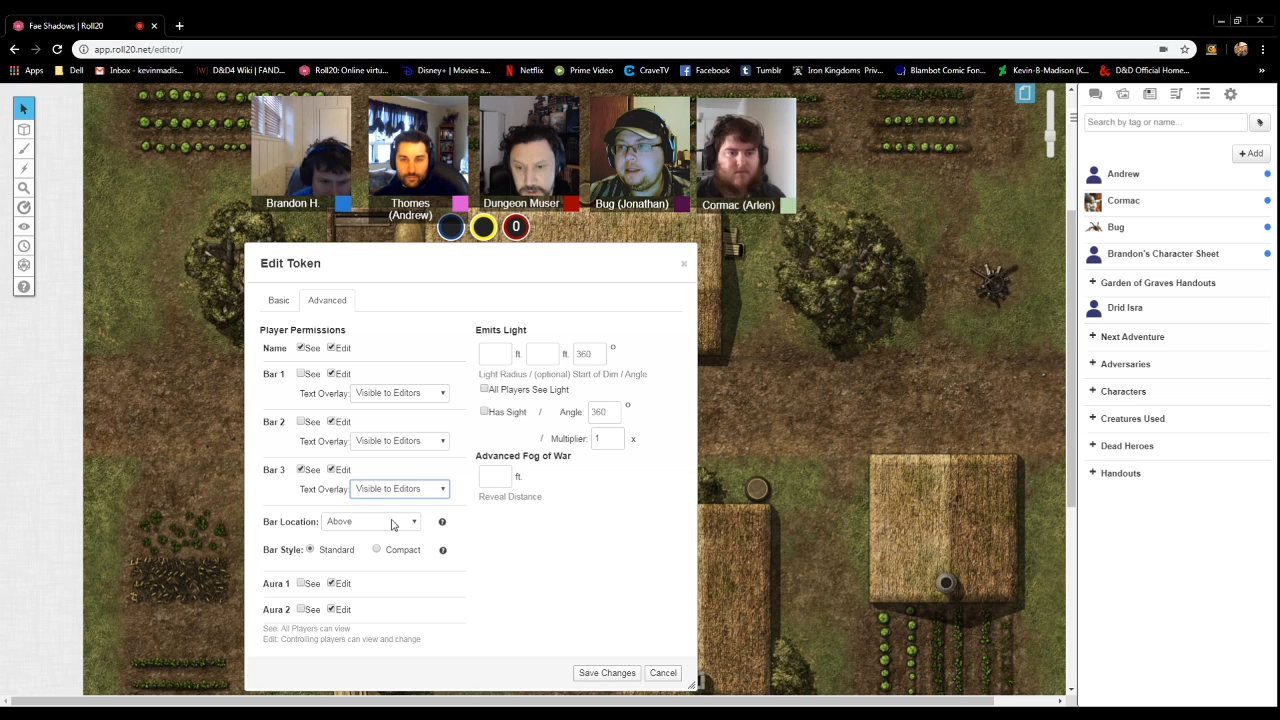 Fae Shadows | Roll20
app.roll20.net/editor/
Apps
Dell
Inbox - kevinmadis...
D&D4 Wiki | FAND...
Roll20: Online virtu...
Disney+ | Movies a...
Netflix
Prime Video
CraveTV
Facebook
Tumblr
Iron Kingdoms Priv...
Blambot Comic Fon...
Kevin-B-Madison (K...
D&D Official Home...
»
Brandon H.
Thomes
(Andrew)
Dungeon Muser
Bug (Jonathan)
Cormac (Arlen)
0
Edit Token
×
Basic
Advanced
Player Permissions
Name See Edit
Bar 1 See Edit
Text Overlay: Visible to Editors
Bar 2 See Edit
Text Overlay: Visible to Editors
Bar 3 See Edit
Text Overlay: Visible to Editors
Bar Location: Above
Bar Style: Standard Compact
Aura 1 See Edit
Aura 2 See Edit
See: All Players can view
Edit: Controlling players can view and change
Emits Light
ft. ft. 360 °
Light Radius / (optional) Start of Dim / Angle
All Players See Light
Has Sight / Angle: 360 °
/ Multiplier: 1 x
Advanced Fog of War
ft.
Reveal Distance
Save Changes
Cancel
Search by tag or name...
+ Add
Andrew
Cormac
Bug
Brandon's Character Sheet
+ Garden of Graves Handouts
Drid Isra
+ Next Adventure
+ Adversaries
+ Characters
+ Creatures Used
+ Dead Heroes
+ Handouts